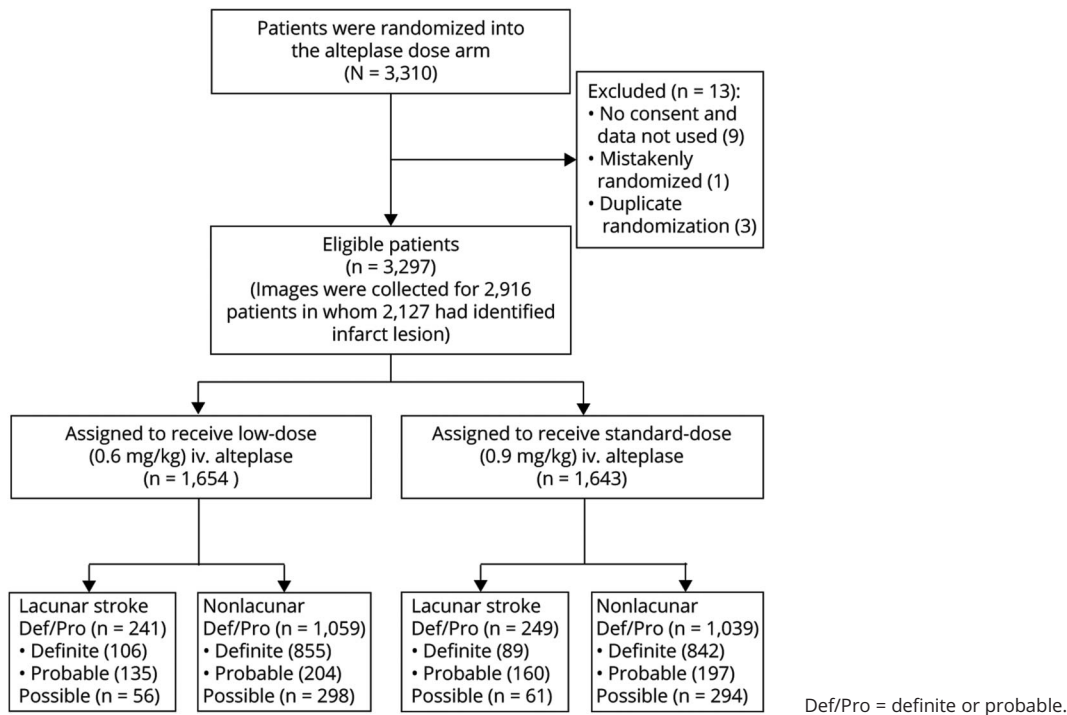 Patients were randomized into
the alteplase dose arm
(N = 3,310)
Excluded (n = 13):
• No consent and
data not used (9)
• Mistakenly
randomized (1)
• Duplicate
randomization (3)
Eligible patients
(n = 3,297)
(Images were collected for 2,916
patients in whom 2,127 had identified
infarct lesion)
Assigned to receive low-dose
(0.6 mg/kg) iv. alteplase
(n = 1,654 )
Assigned to receive standard-dose
(0.9 mg/kg) iv. alteplase
(n = 1,643)
Lacunar stroke
Def/Pro (n = 241)
• Definite (106)
• Probable (135)
Possible (n = 56)
Nonlacunar
Def/Pro (n = 1,059)
• Definite (855)
• Probable (204)
Possible (n = 298)
Lacunar stroke
Def/Pro (n = 249)
• Definite (89)
• Probable (160)
Possible (n = 61)
Nonlacunar
Def/Pro (n = 1,039)
• Definite (842)
• Probable (197)
Possible (n = 294)
Def/Pro = definite or probable.